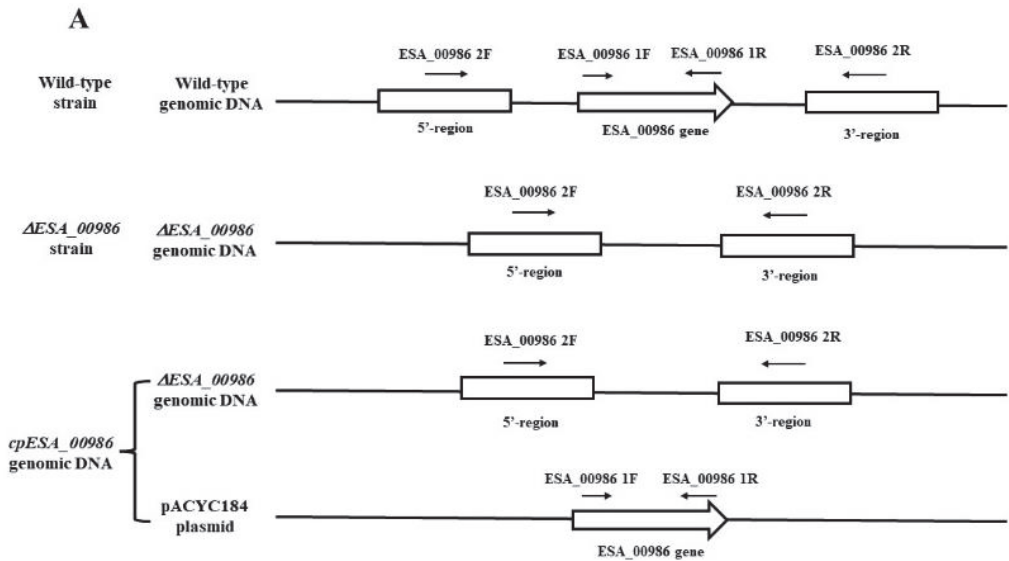 A
ESA_00986 2F
ESA_00986 1F
ESA_00986 1R
ESA_00986 2R
Wild-type
strain
Wild-type
genomic DNA
5'-region
ESA_00986 gene
3'-region
ESA_00986 2F
ESA_00986 2R
ΔESA_00986
strain
ΔESA_00986
genomic DNA
5'-region
3'-region
ESA_00986 2F
ESA_00986 2R
ΔESA_00986
genomic DNA
5'-region
3'-region
cpESA_00986
genomic DNA
ESA_00986 1F
ESA_00986 1R
pACYC184
plasmid
ESA_00986 gene